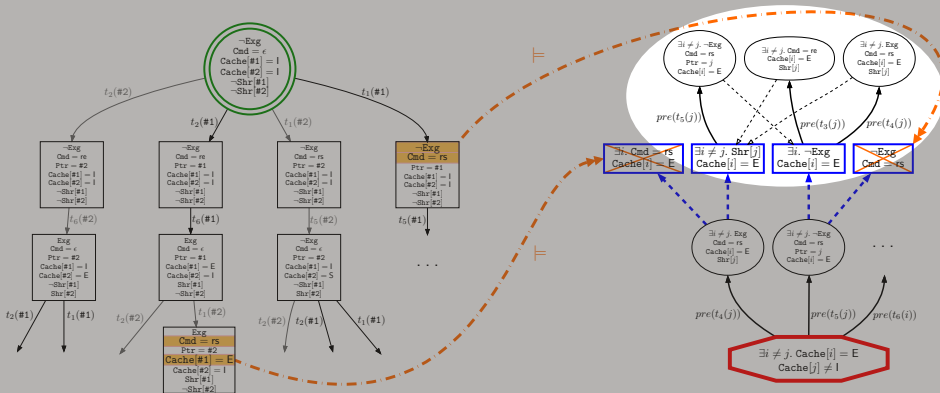 ¬Exg
Cmd = ϵ
Cache[#1] = I
Cache[#2] = I
¬Shr[#1]
¬Shr[#2]
t₂(#2)
t₂(#1)
t₁(#2)
t₁(#1)
¬Exg
Cmd = re
Ptr = #2
Cache[#1] = I
Cache[#2] = I
¬Shr[#1]
¬Shr[#2]
¬Exg
Cmd = re
Ptr = #1
Cache[#1] = I
Cache[#2] = I
¬Shr[#1]
¬Shr[#2]
¬Exg
Cmd = rs
Ptr = #2
Cache[#1] = I
Cache[#2] = I
¬Shr[#1]
¬Shr[#2]
¬Exg
Cmd = rs
Ptr = #1
Cache[#1] = I
Cache[#2] = I
¬Shr[#1]
¬Shr[#2]
t₆(#2)
t₆(#1)
t₅(#2)
t₅(#1)
Exg
Cmd = ϵ
Ptr = #2
Cache[#1] = I
Cache[#2] = E
¬Shr[#1]
Shr[#2]
Exg
Cmd = ϵ
Ptr = #1
Cache[#1] = E
Cache[#2] = I
Shr[#1]
¬Shr[#2]
¬Exg
Cmd = ϵ
Ptr = #2
Cache[#1] = I
Cache[#2] = S
¬Shr[#1]
Shr[#2]
. . .
t₂(#1)
t₁(#1)
t₂(#2)
t₁(#2)
t₂(#2)
t₂(#1)
t₁(#1)
Exg
Cmd = rs
Ptr = #2
Cache[#1] = E
Cache[#2] = I
Shr[#1]
¬Shr[#2]
⊨
⊨
∃i ≠ j. ¬Exg
Cmd = rs
Ptr = j
Cache[i] = E
∃i ≠ j. Cmd = re
Cache[i] = E
Shr[j]
∃i ≠ j. Exg
Cmd = rs
Cache[i] = E
Shr[j]
pre(t₅(j))
pre(t₃(j))
pre(t₄(j))
∃i. Cmd = rs
Cache[i] = E
∃i ≠ j. Shr[j]
Cache[i] = E
∃i. ¬Exg
Cache[i] = E
¬Exg
Cmd = rs
∃i ≠ j. Exg
Cmd = rs
Cache[i] = E
Shr[j]
∃i ≠ j. ¬Exg
Cmd = rs
Ptr = j
Cache[i] = E
. . .
pre(t₄(j))
pre(t₅(j))
pre(t₆(i))
∃i ≠ j. Cache[i] = E
Cache[j] ≠ I